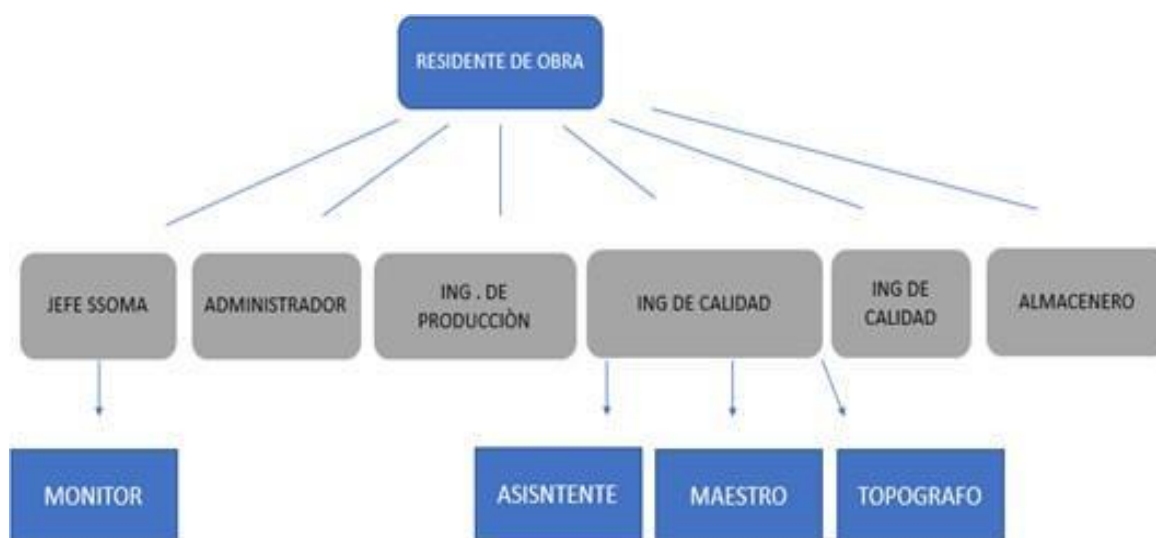 RESIDENTE DE OBRA
JEFE SSOMA
ADMINISTRADOR
ING . DE
PRODUCCIÒN
ING DE CALIDAD
ING DE
CALIDAD
ALMACENERO
MONITOR
ASISNTENTE
MAESTRO
TOPOGRAFO